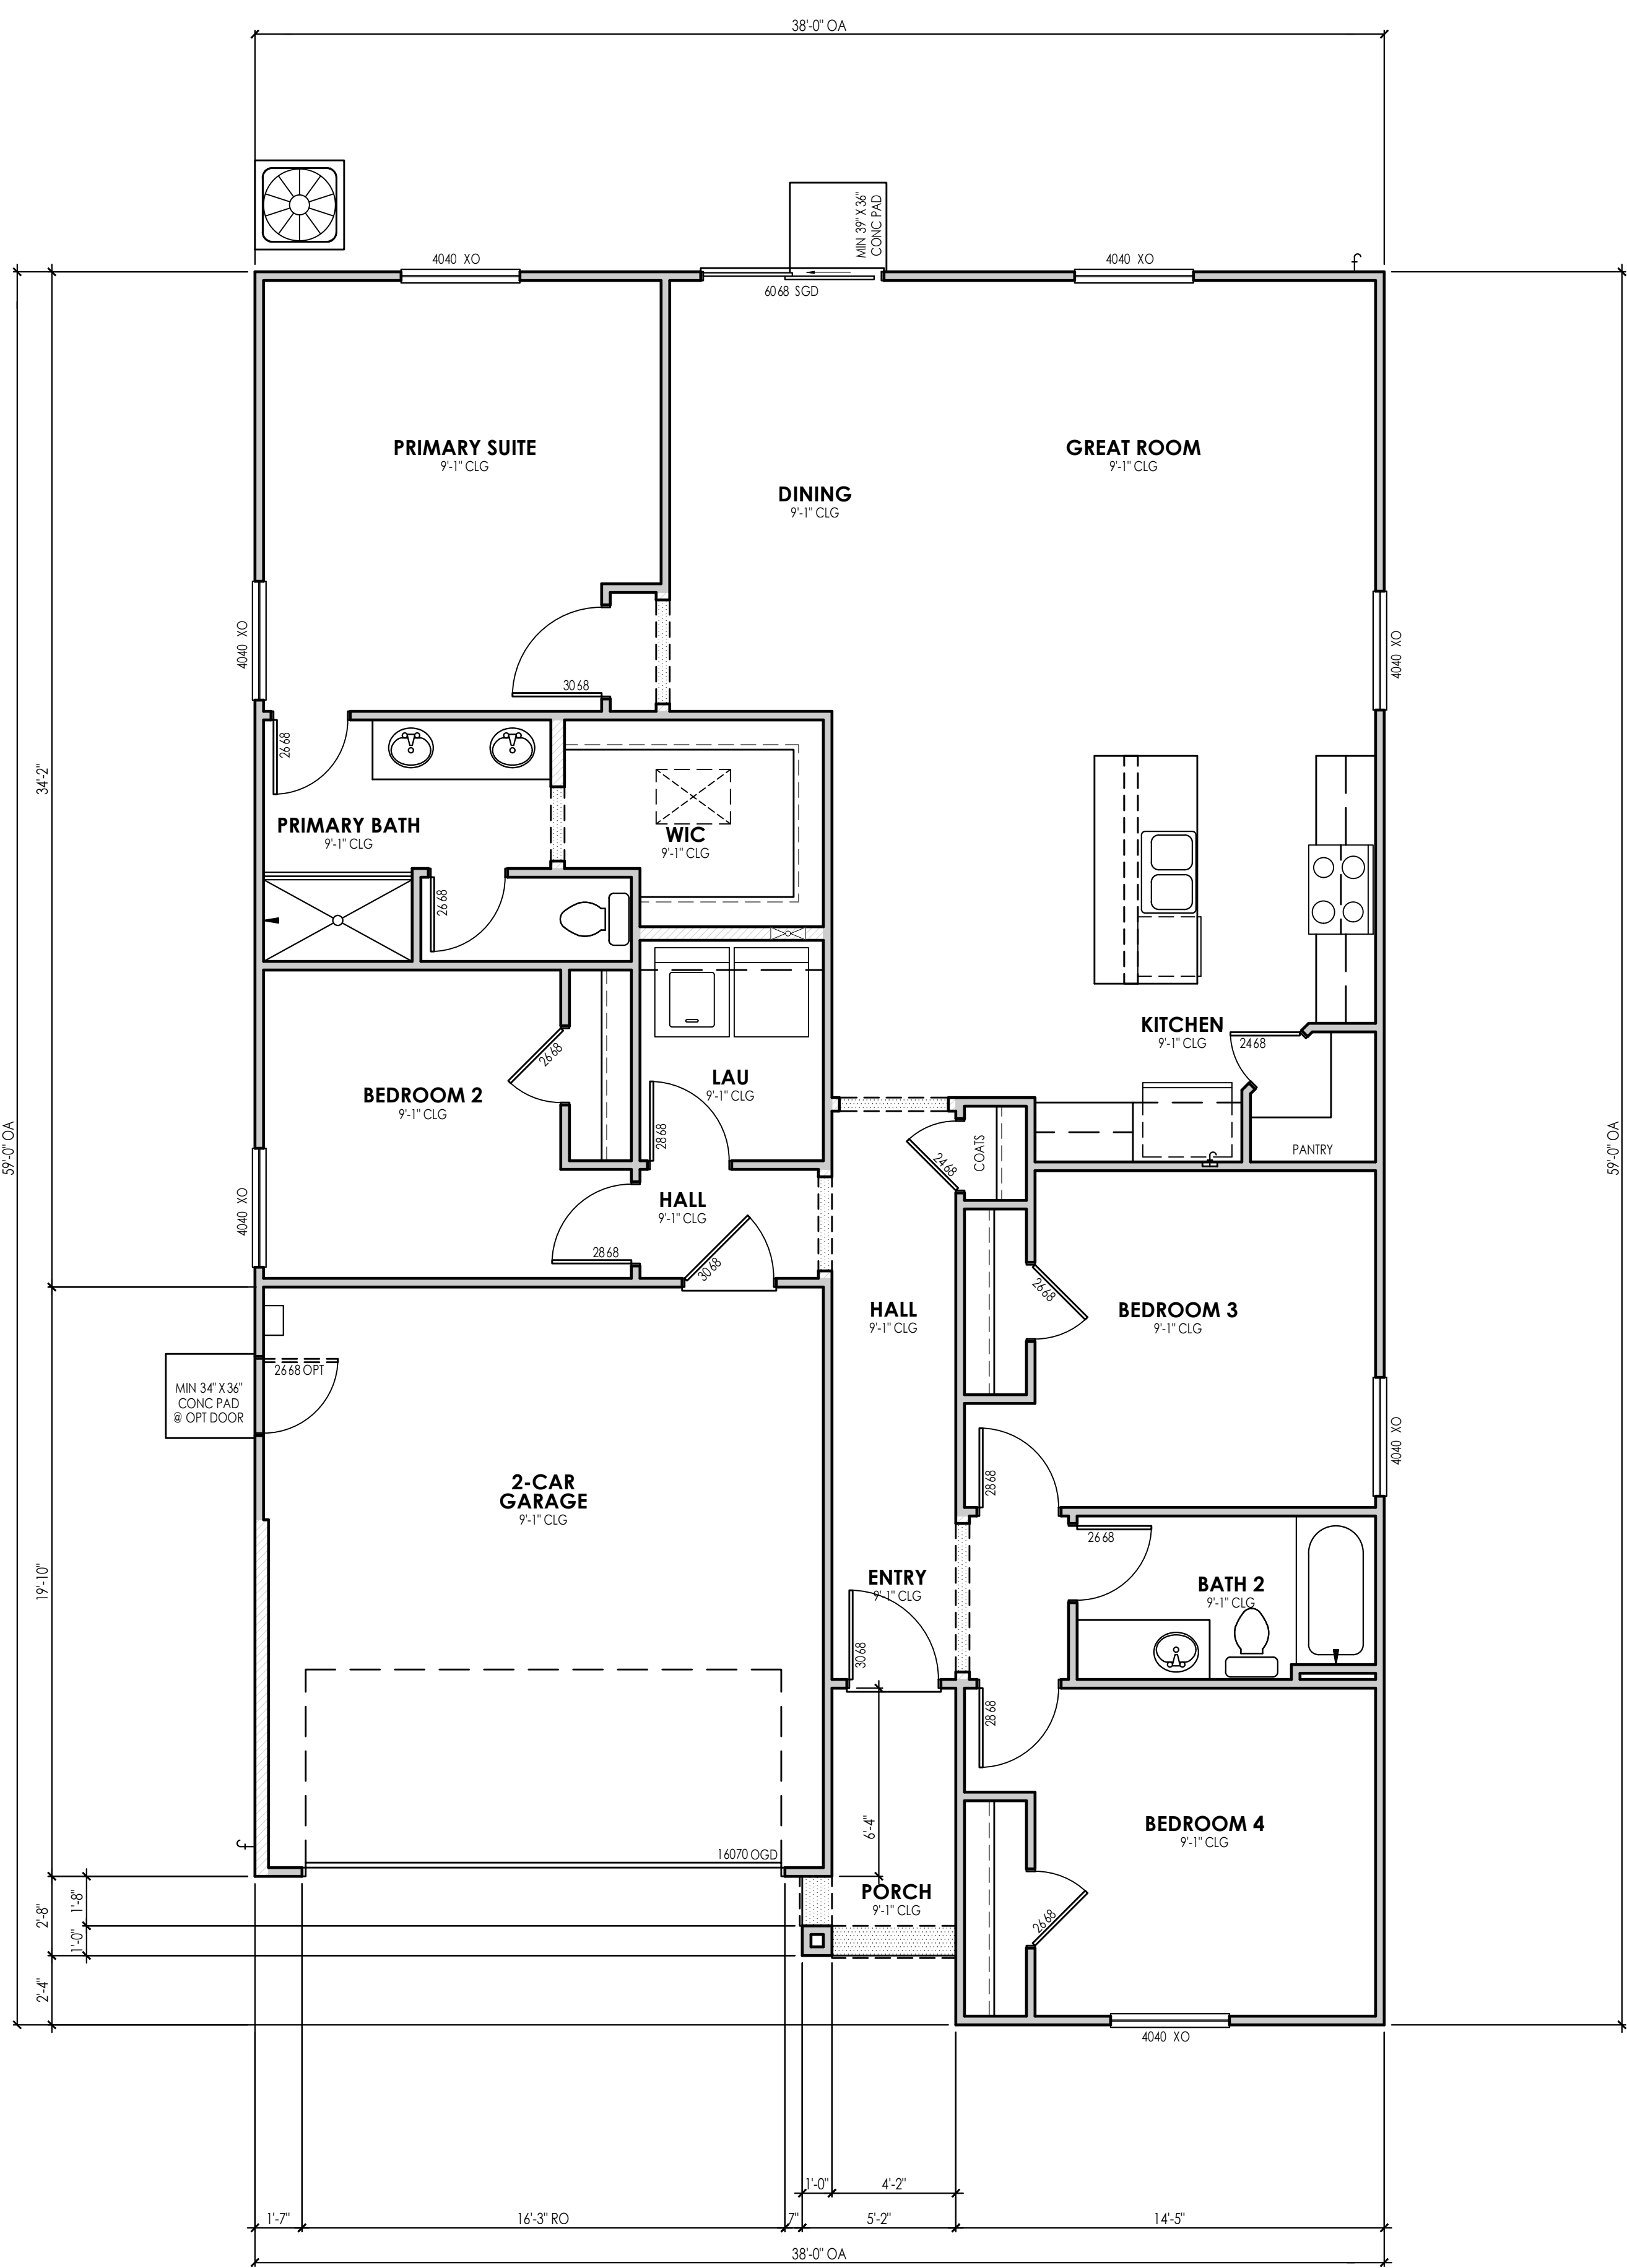 38'-0" OA
MIN 39" X 36"
CONC PAD
4040 XO
6068 SGD
4040 XO
PRIMARY SUITE
9'-1" CLG
GREAT ROOM
9'-1" CLG
DINING
9'-1" CLG
4040 XO
4040 XO
3068
2668
34'-2"
PRIMARY BATH
9'-1" CLG
WIC
9'-1" CLG
2668
KITCHEN
9'-1" CLG
2468
2668
BEDROOM 2
9'-1" CLG
LAU
9'-1" CLG
2868
COATS
2468
PANTRY
59'-0" OA
59'-0" OA
4040 XO
HALL
9'-1" CLG
2868
3068
2668
HALL
9'-1" CLG
BEDROOM 3
9'-1" CLG
2668 OPT
MIN 34" X 36"
CONC PAD
@ OPT DOOR
4040 XO
2-CAR
GARAGE
9'-1" CLG
2868
2668
19'-10"
ENTRY
9'-1" CLG
BATH 2
9'-1" CLG
3068
2868
6'-4"
BEDROOM 4
9'-1" CLG
16070 OGD
PORCH
9'-1" CLG
2668
2'-8"
1'-8"
1'-0"
2'-4"
4040 XO
1'-0"
4'-2"
1'-7"
16'-3" RO
7"
5'-2"
14'-5"
38'-0" OA